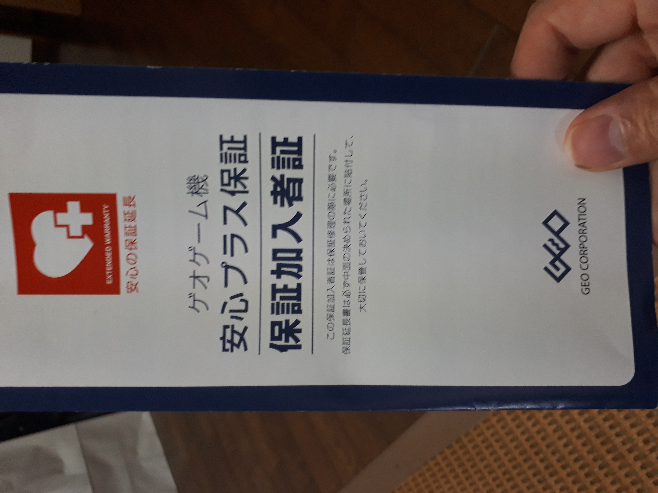 EXTENDED WARRANTY
安心の保証延長
ゲオゲーム機
安心プラス保証
保証加入者証
この保証加入者証は保証修理の際に必要です。
保証延長書は必ず中面の決められた場所に貼付して、
大切に保管しておいてください。
GEO
GEO CORPORATION